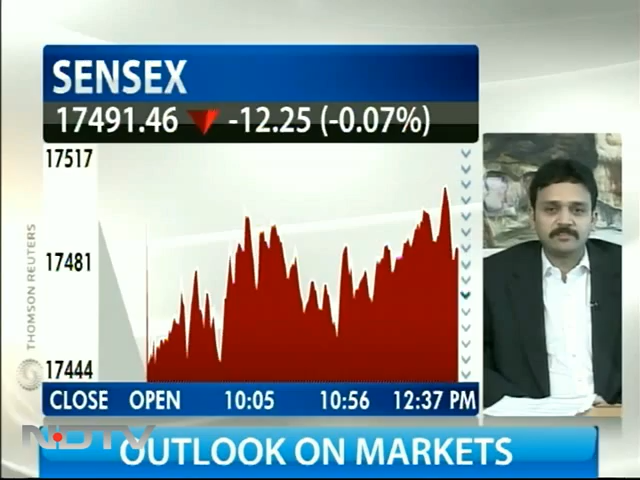 SENSEX
17491.46 -12.25 (-0.07%)
17517
17481
17444
CLOSE OPEN 10:05 10:56 12:37 PM
THOMSON REUTERS
NDTV
OUTLOOK ON MARKETS